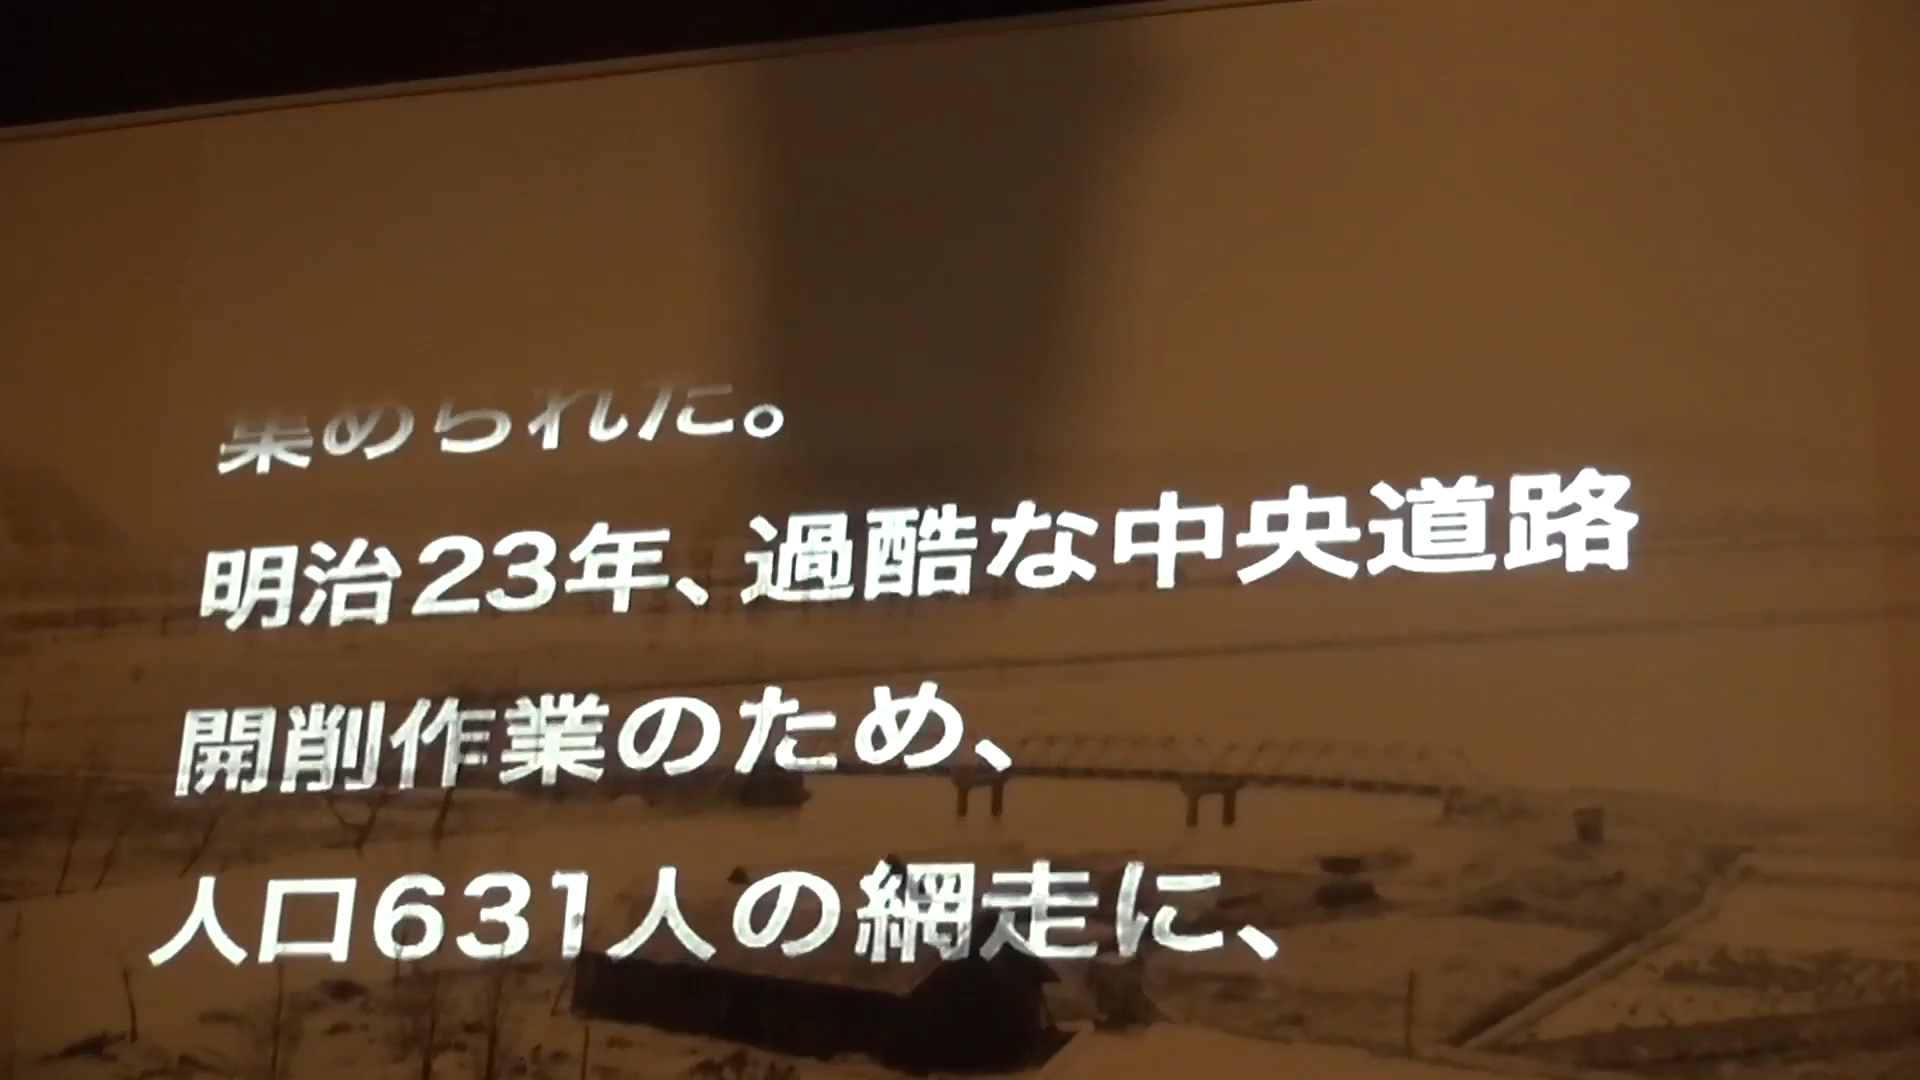 集められた。
明治23年、過酷な中央道路
開削作業のため、
人口631人の網走に、